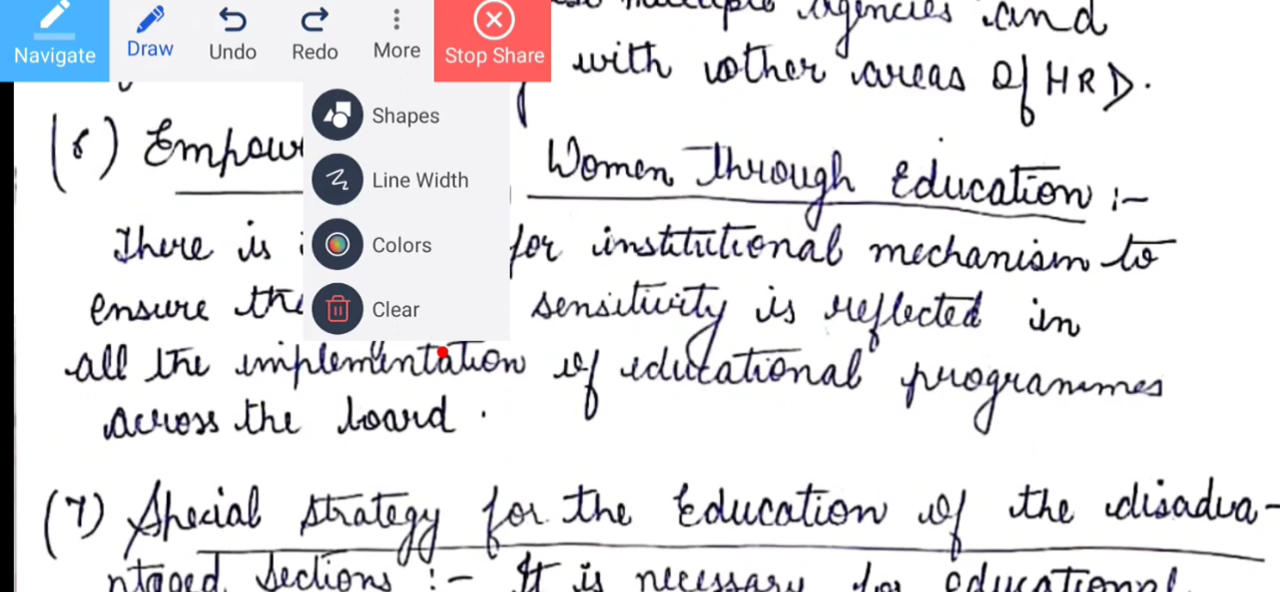 Navigate Draw Undo Redo More Stop Share
multiple agencies and
with other areas of HRD.
Shapes
(6) Empow Women Through Education :-
Line Width
There is for institutional mechanism to
Colors
ensure sensitivity is reflected in
Clear
all the implementation of educational programmes
across the board.
(7) Special strategy for the Education of the disadva-
ntaged Sections :- It is necessary for educational